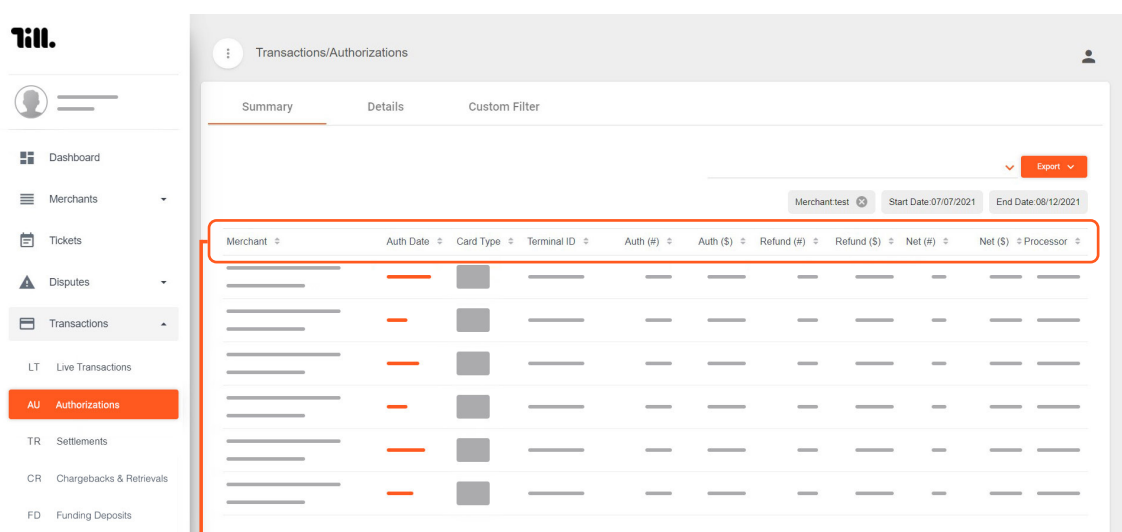 Till.
Transactions/Authorizations
Summary Details Custom Filter
Dashboard
Merchants
Tickets
Disputes
Transactions
LT Live Transactions
AU Authorizations
TR Settlements
CR Chargebacks & Retrievals
FD Funding Deposits
Export
Merchant:test Start Date:07/07/2021 End Date:08/12/2021
Merchant Auth Date Card Type Terminal ID Auth (#) Auth ($) Refund (#) Refund ($) Net (#) Net ($) Processor